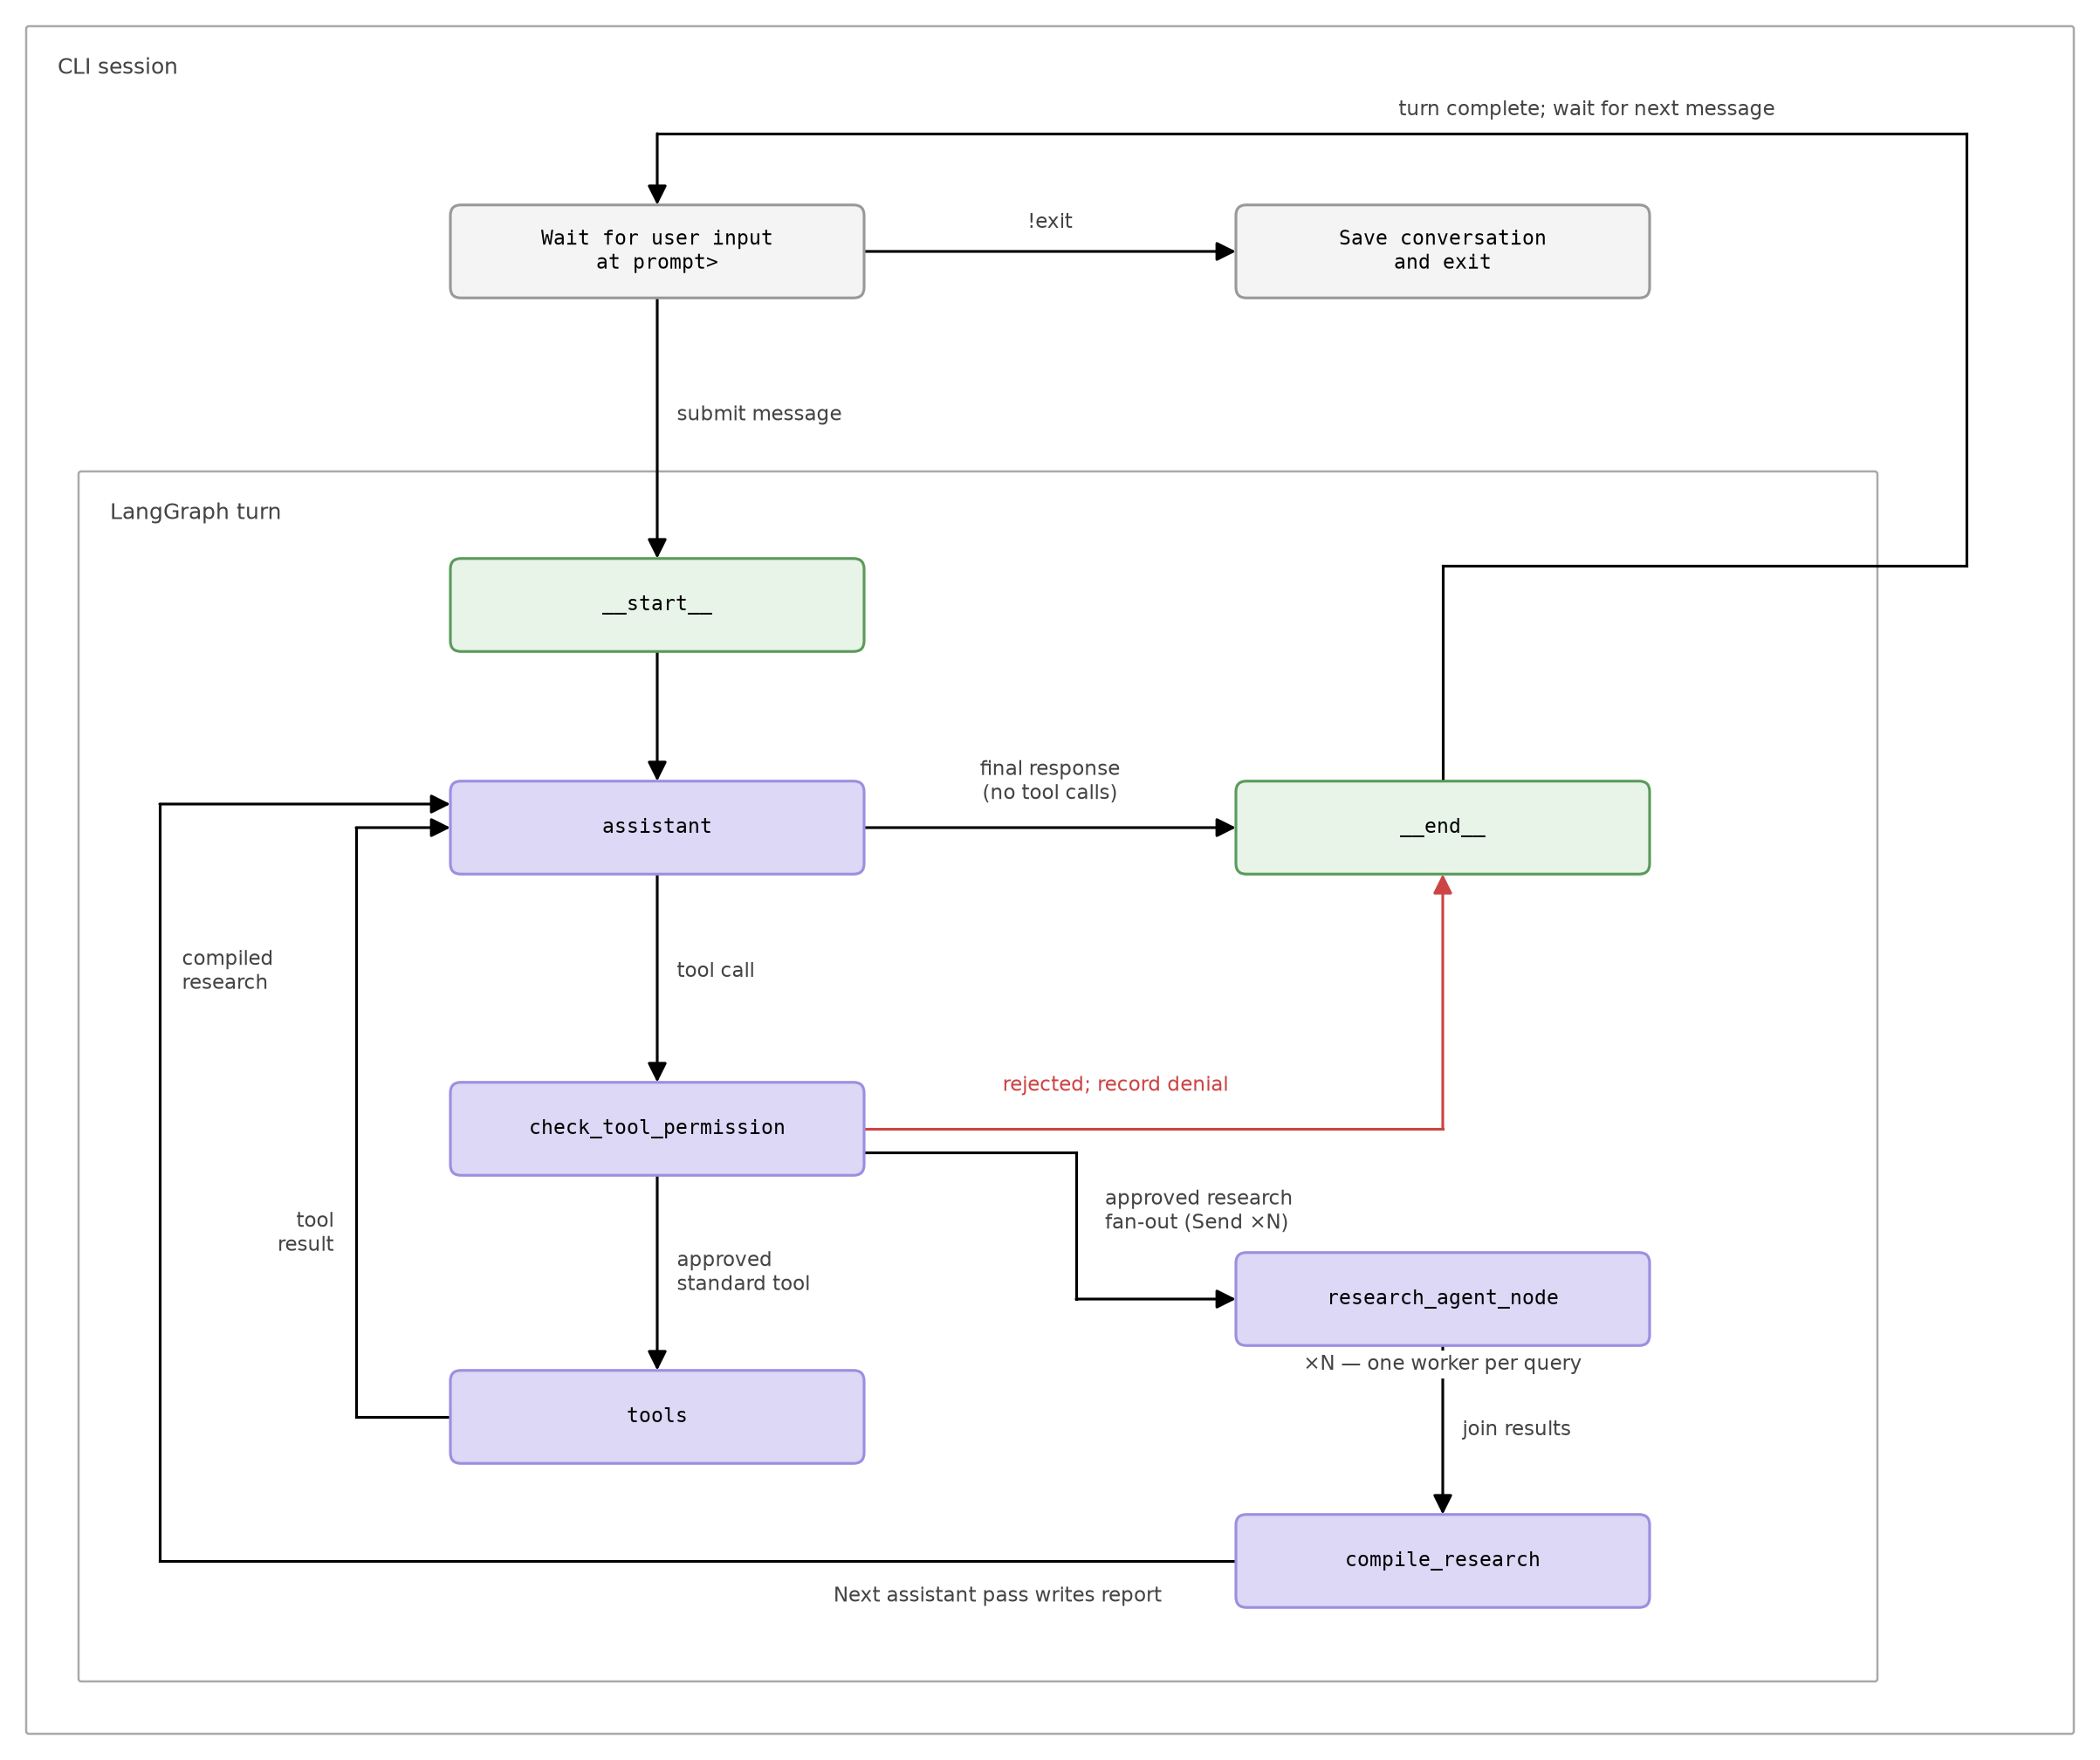 CLI session
turn complete; wait for next message
Wait for user input
at prompt>
!exit
Save conversation
and exit
submit message
LangGraph turn
__start__
assistant
final response
(no tool calls)
__end__
compiled
research
tool call
rejected; record denial
check_tool_permission
approved research
fan-out (Send ×N)
tool
result
approved
standard tool
research_agent_node
×N — one worker per query
tools
join results
compile_research
Next assistant pass writes report